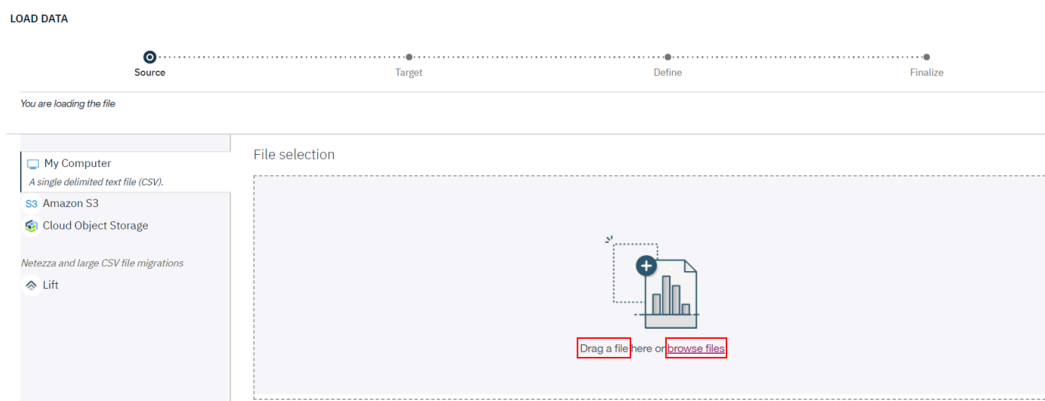 LOAD DATA
Source
Target
Define
Finalize
You are loading the file
My Computer
A single delimited text file (CSV).
S3 Amazon S3
Cloud Object Storage
Netezza and large CSV file migrations
Lift
File selection
Drag a file here or browse files